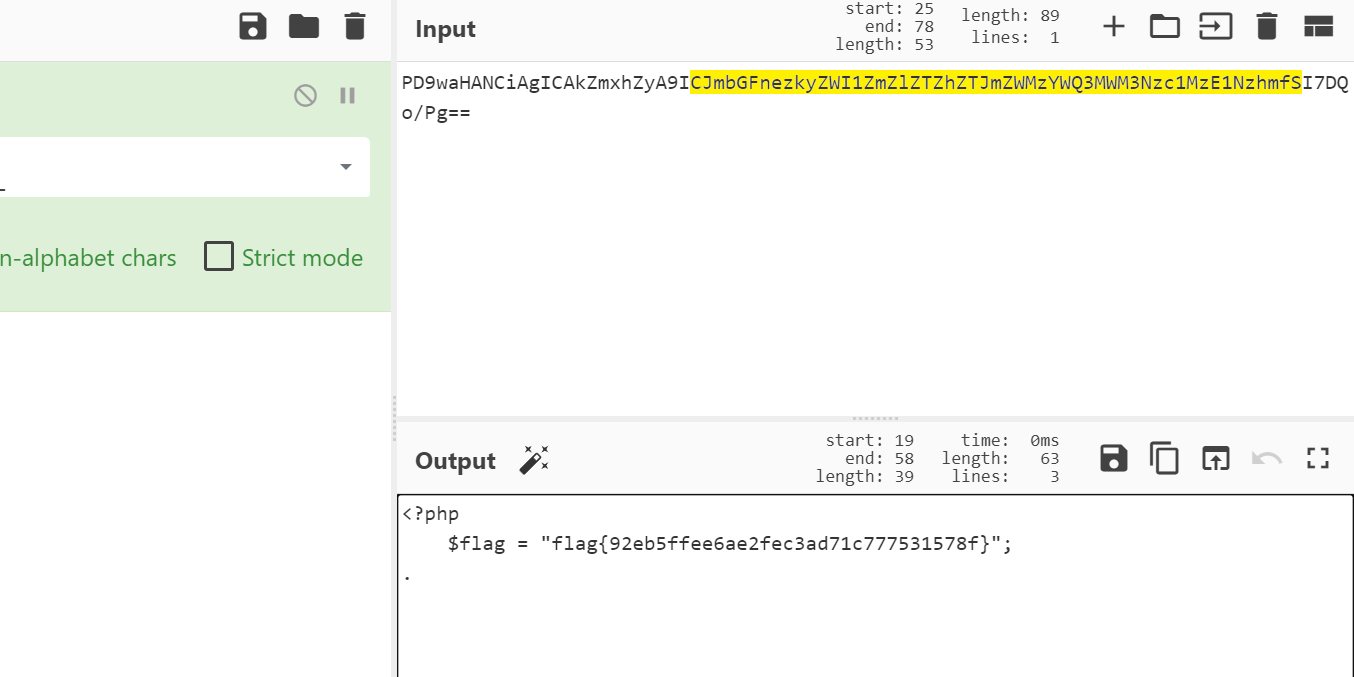 Input
start: 25
end: 78
length: 53
length: 89
lines: 1
PD9waHANCiAgICAkZmxhZyA9ICJmbGFnezkyZWI1ZmZlZTZhZTJmZWMzYWQ3MWM3Nzc1MzE1NzhmfSI7DQ
o/Pg==
n-alphabet chars
Strict mode
Output
start: 19
end: 58
length: 39
time: 0ms
length: 63
lines: 3
<?php
$flag = "flag{92eb5ffee6ae2fec3ad71c777531578f}";
.